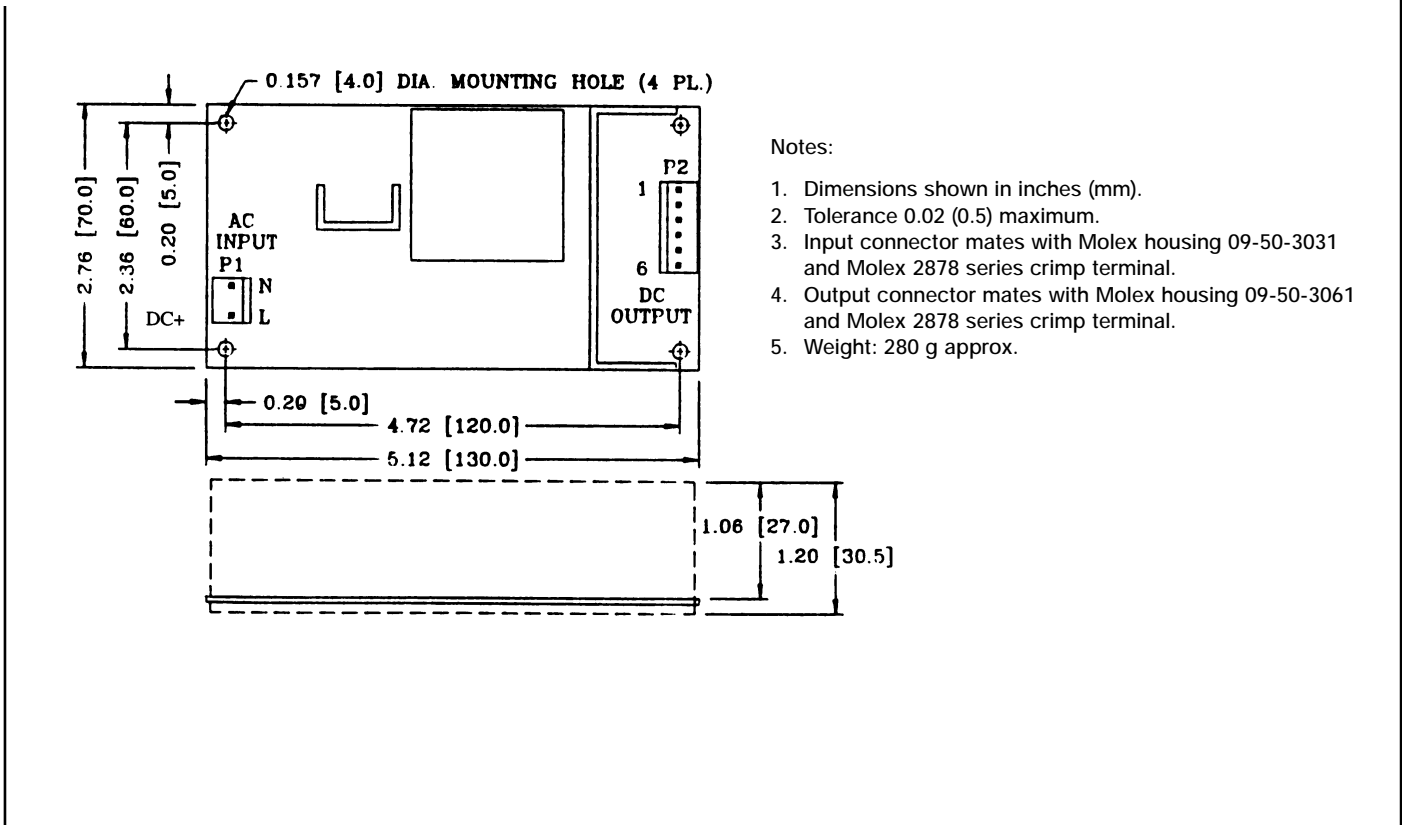 0.157 [4.0] DIA. MOUNTING HOLE (4 PL.)
2.76 [70.0]
2.36 [60.0]
0.20 [5.0]
AC
INPUT
P1
N
L
DC+
P2
1
6
DC
OUTPUT
0.20 [5.0]
4.72 [120.0]
5.12 [130.0]
1.06 [27.0]
1.20 [30.5]
Notes:
1. Dimensions shown in inches (mm).
2. Tolerance 0.02 (0.5) maximum.
3. Input connector mates with Molex housing 09-50-3031
and Molex 2878 series crimp terminal.
4. Output connector mates with Molex housing 09-50-3061
and Molex 2878 series crimp terminal.
5. Weight: 280 g approx.